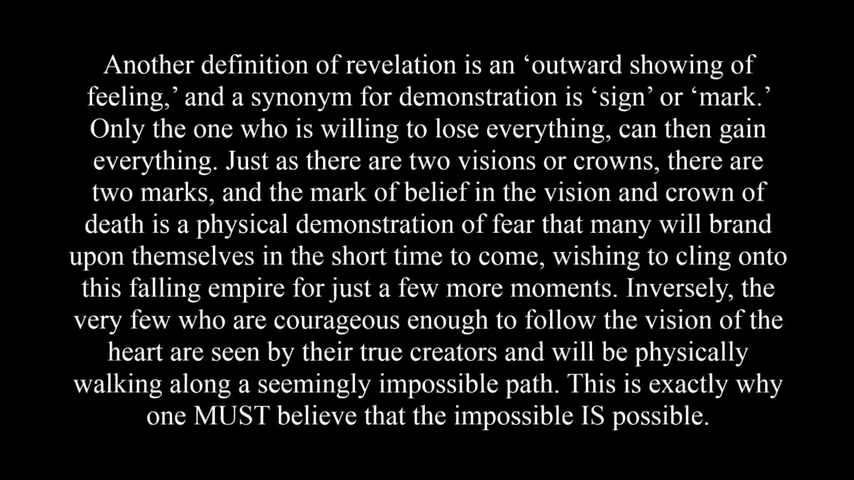 Another definition of revelation is an ‘outward showing of
feeling,’ and a synonym for demonstration is ‘sign’ or ‘mark.’
Only the one who is willing to lose everything, can then gain
everything. Just as there are two visions or crowns, there are
two marks, and the mark of belief in the vision and crown of
death is a physical demonstration of fear that many will brand
upon themselves in the short time to come, wishing to cling onto
this falling empire for just a few more moments. Inversely, the
very few who are courageous enough to follow the vision of the
heart are seen by their true creators and will be physically
walking along a seemingly impossible path. This is exactly why
one MUST believe that the impossible IS possible.